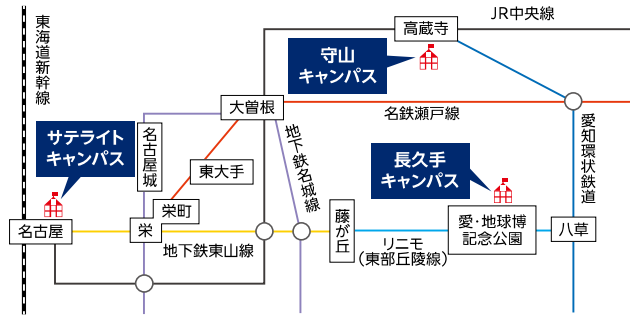 東海道新幹線
JR中央線
高蔵寺
守山
キャンパス
大曽根
名鉄瀬戸線
サテライト
キャンパス
名古屋城
東大手
地下鉄名城線
長久手
キャンパス
愛知環状鉄道
栄町
名古屋
栄
地下鉄東山線
藤が丘
リニモ
(東部丘陵線)
愛・地球博
記念公園
八草